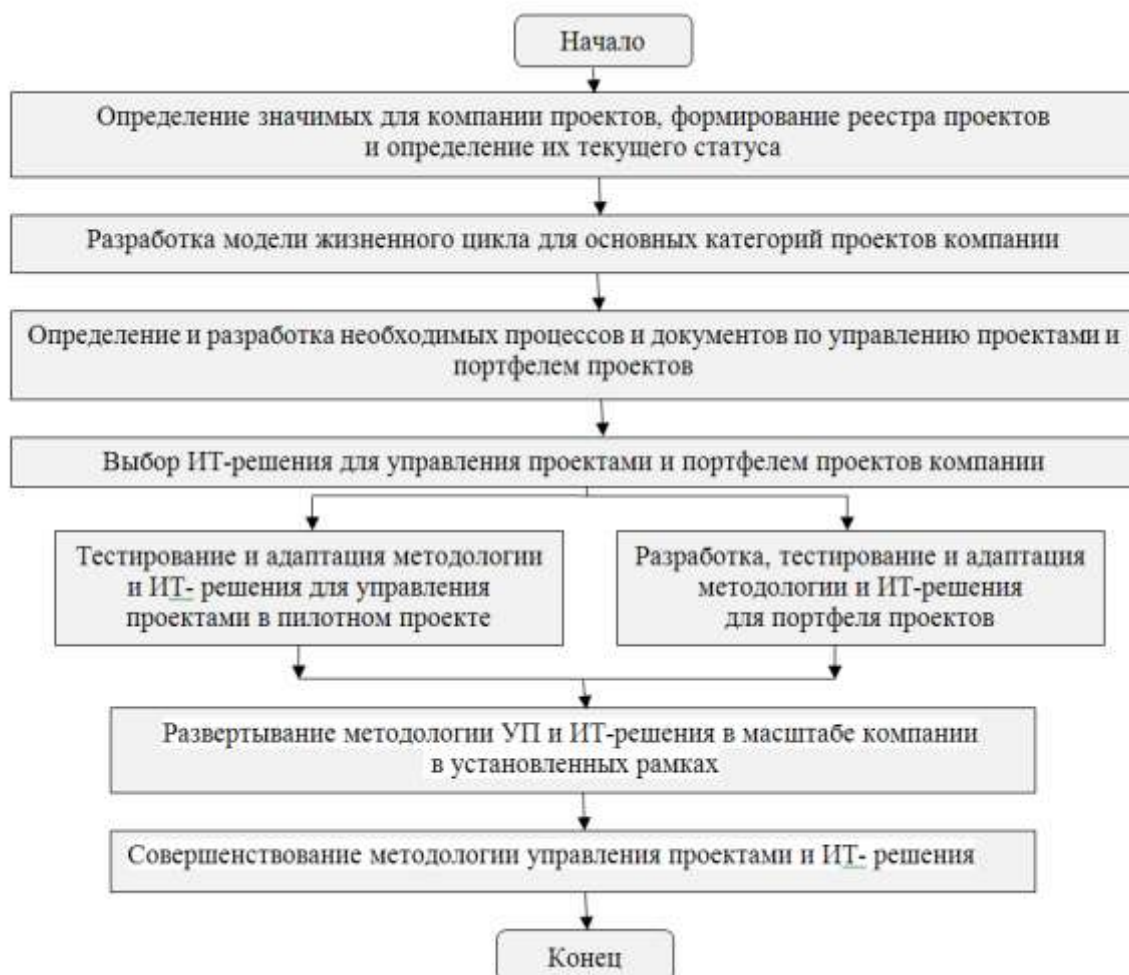 Начало
Определение значимых для компании проектов, формирование реестра проектов
и определение их текущего статуса
Разработка модели жизненного цикла для основных категорий проектов компании
Определение и разработка необходимых процессов и документов по управлению проектами и
портфелем проектов
Выбор ИТ-решения для управления проектами и портфелем проектов компании
Тестирование и адаптация методологии
и ИТ- решения для управления
проектами в пилотном проекте
Разработка, тестирование и адаптация
методологии и ИТ-решения
для портфеля проектов
Развертывание методологии УП и ИТ-решения в масштабе компании
в установленных рамках
Совершенствование методологии управления проектами и ИТ- решения
Конец